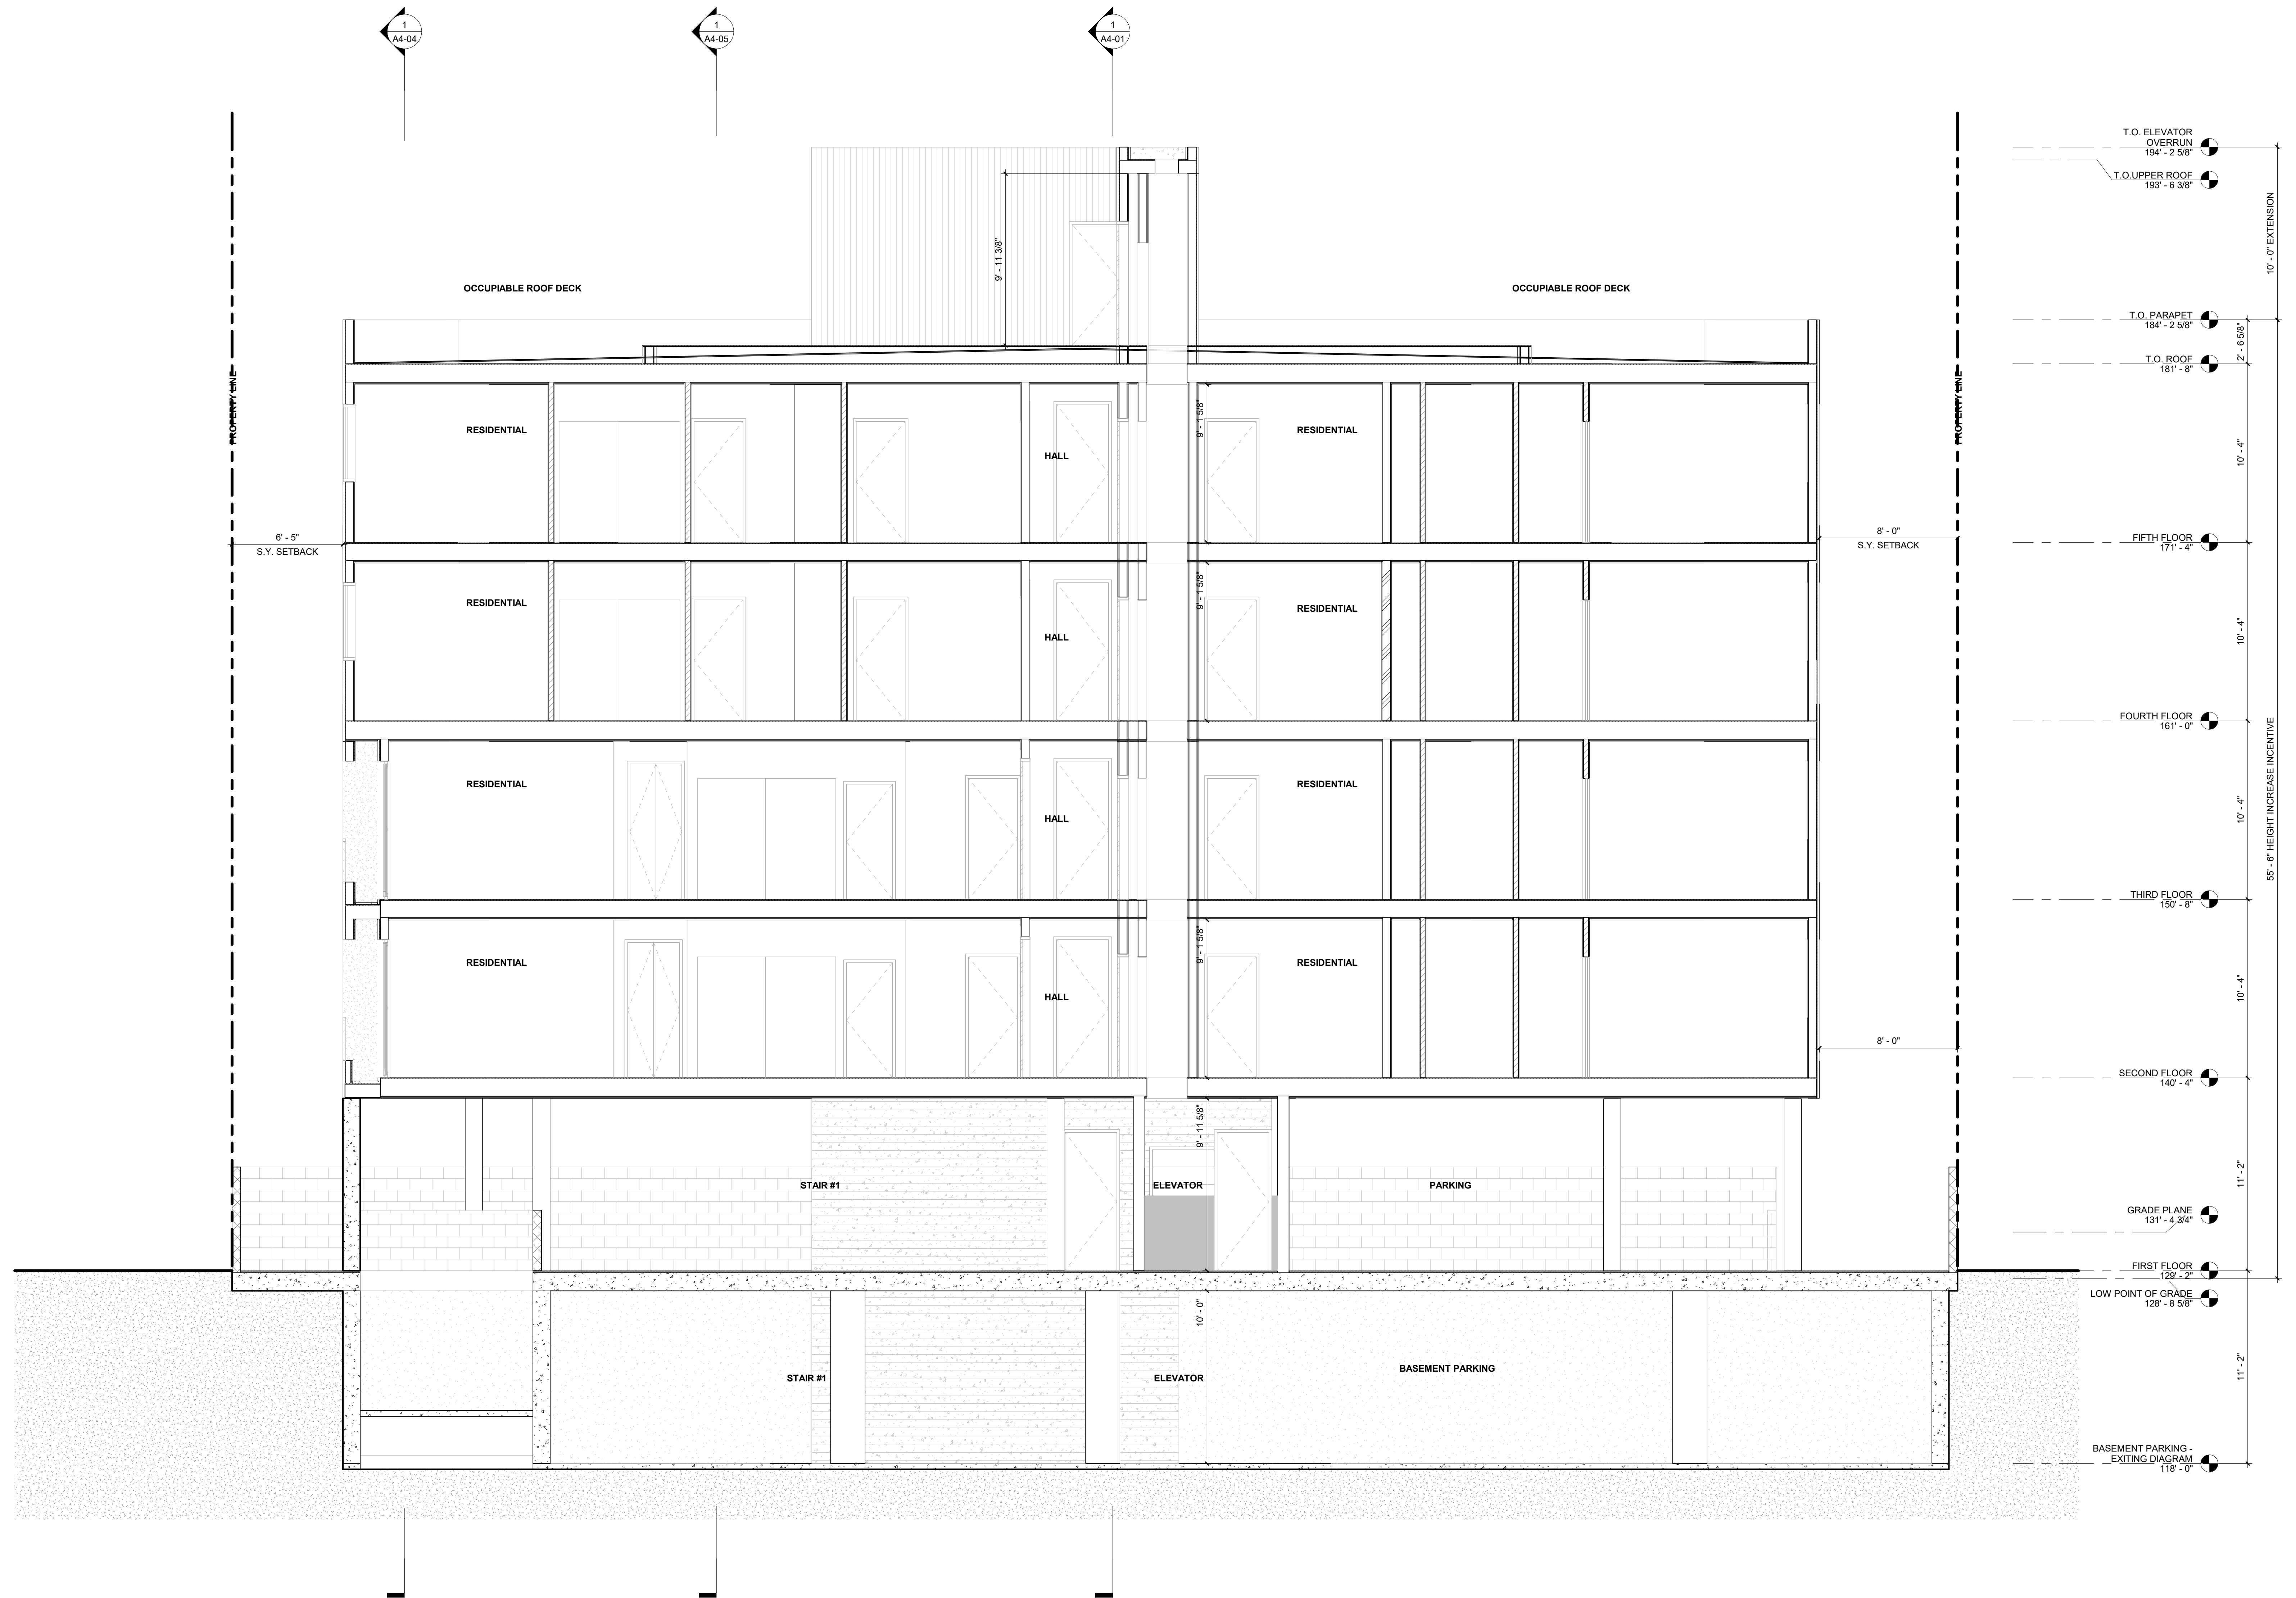 1
A4-04
1
A4-05
1
A4-01
T.O. ELEVATOR
OVERRUN
194' - 2 5/8"
T.O.UPPER ROOF
193' - 6 3/8"
10' - 0" EXTENSION
9' - 11 3/8"
OCCUPIABLE ROOF DECK
OCCUPIABLE ROOF DECK
T.O. PARAPET
184' - 2 5/8"
2' - 6 5/8"
T.O. ROOF
181' - 8"
PROPERTY LINE
PROPERTY LINE
RESIDENTIAL
HALL
9' - 1 5/8"
RESIDENTIAL
10' - 4"
6' - 5"
S.Y. SETBACK
8' - 0"
S.Y. SETBACK
FIFTH FLOOR
171' - 4"
RESIDENTIAL
HALL
9' - 1 5/8"
RESIDENTIAL
10' - 4"
FOURTH FLOOR
161' - 0"
RESIDENTIAL
HALL
RESIDENTIAL
10' - 4"
55' - 6" HEIGHT INCREASE INCENTIVE
THIRD FLOOR
150' - 8"
RESIDENTIAL
HALL
9' - 1 5/8"
RESIDENTIAL
10' - 4"
8' - 0"
SECOND FLOOR
140' - 4"
9' - 11 5/8"
STAIR #1
ELEVATOR
PARKING
11' - 2"
GRADE PLANE
131' - 4 3/4"
FIRST FLOOR
129' - 2"
LOW POINT OF GRADE
128' - 8 5/8"
10' - 0"
STAIR #1
ELEVATOR
BASEMENT PARKING
11' - 2"
BASEMENT PARKING -
EXITING DIAGRAM
118' - 0"